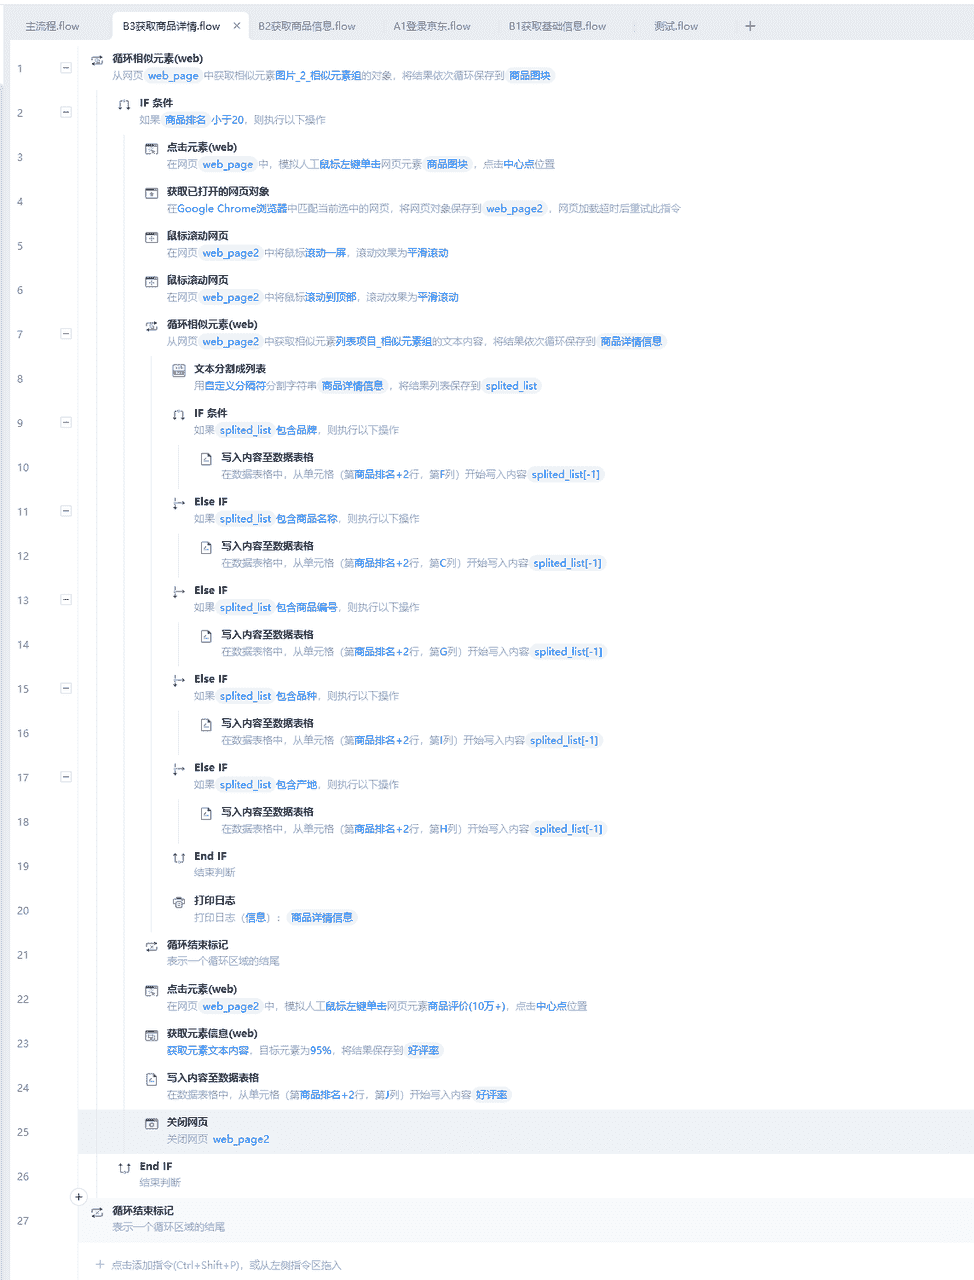 主流程.flow B3获取商品详情.flow × B2获取商品信息.flow A1登录京东.flow B1获取基础信息.flow 测试.flow +
1 循环相似元素(web)
从网页 web_page 中获取相似元素图片_2_相似元素组的对象，将结果依次循环保存到 商品图块
2 IF 条件
如果 商品排名 小于20，则执行以下操作
3 点击元素(web)
在网页 web_page 中，模拟人工鼠标左键单击网页元素 商品图块 ，点击中心点位置
4 获取已打开的网页对象
在Google Chrome浏览器中匹配当前选中的网页，将网页对象保存到 web_page2 ，网页加载超时后重试此指令
5 鼠标滚动网页
在网页 web_page2 中将鼠标滚动一屏，滚动效果为平滑滚动
6 鼠标滚动网页
在网页 web_page2 中将鼠标滚动到顶部，滚动效果为平滑滚动
7 循环相似元素(web)
从网页 web_page2 中获取相似元素列表项目_相似元素组的文本内容，将结果依次循环保存到 商品详情信息
8 文本分割成列表
用自定义分隔符分割字符串 商品详情信息 ，将结果列表保存到 splited_list
9 IF 条件
如果 splited_list 包含品牌，则执行以下操作
10 写入内容至数据表格
在数据表格中，从单元格（第商品排名+2行，第F列）开始写入内容 splited_list[-1]
11 Else IF
如果 splited_list 包含商品名称，则执行以下操作
12 写入内容至数据表格
在数据表格中，从单元格（第商品排名+2行，第C列）开始写入内容 splited_list[-1]
13 Else IF
如果 splited_list 包含商品编号，则执行以下操作
14 写入内容至数据表格
在数据表格中，从单元格（第商品排名+2行，第G列）开始写入内容 splited_list[-1]
15 Else IF
如果 splited_list 包含品种，则执行以下操作
16 写入内容至数据表格
在数据表格中，从单元格（第商品排名+2行，第I列）开始写入内容 splited_list[-1]
17 Else IF
如果 splited_list 包含产地，则执行以下操作
18 写入内容至数据表格
在数据表格中，从单元格（第商品排名+2行，第H列）开始写入内容 splited_list[-1]
19 End IF
结束判断
20 打印日志
打印日志（信息）： 商品详情信息
21 循环结束标记
表示一个循环区域的结尾
22 点击元素(web)
在网页 web_page2 中，模拟人工鼠标左键单击网页元素商品评价(10万+)，点击中心点位置
23 获取元素信息(web)
获取元素文本内容，目标元素为95%，将结果保存到 好评率
24 写入内容至数据表格
在数据表格中，从单元格（第商品排名+2行，第J列）开始写入内容 好评率
25 关闭网页
关闭网页 web_page2
26 End IF
结束判断
27 循环结束标记
表示一个循环区域的结尾
+ 点击添加指令(Ctrl+Shift+P)，或从左侧指令区拖入